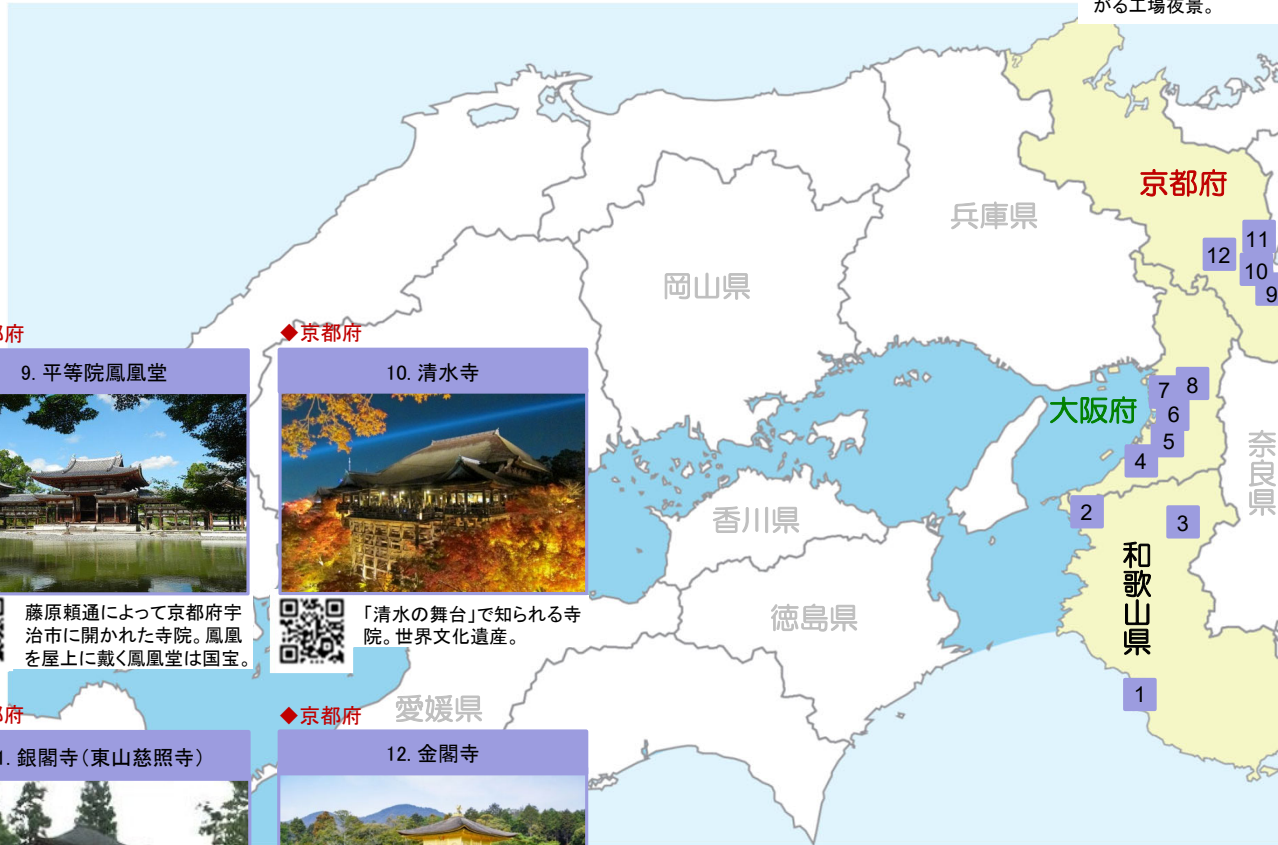 がる工場夜景。
京都府
兵庫県
11
12
10
9
岡山県
府
◆京都府
9. 平等院鳳凰堂
10. 清水寺
大阪府
7
8
6
5
4
奈良県
香川県
2
3
和歌山県
藤原頼通によって京都府宇
治市に開かれた寺院。鳳凰
を屋上に戴く鳳凰堂は国宝。
「清水の舞台」で知られる寺
院。世界文化遺産。
徳島県
1
愛媛県
府
◆京都府
1. 銀閣寺(東山慈照寺)
12. 金閣寺